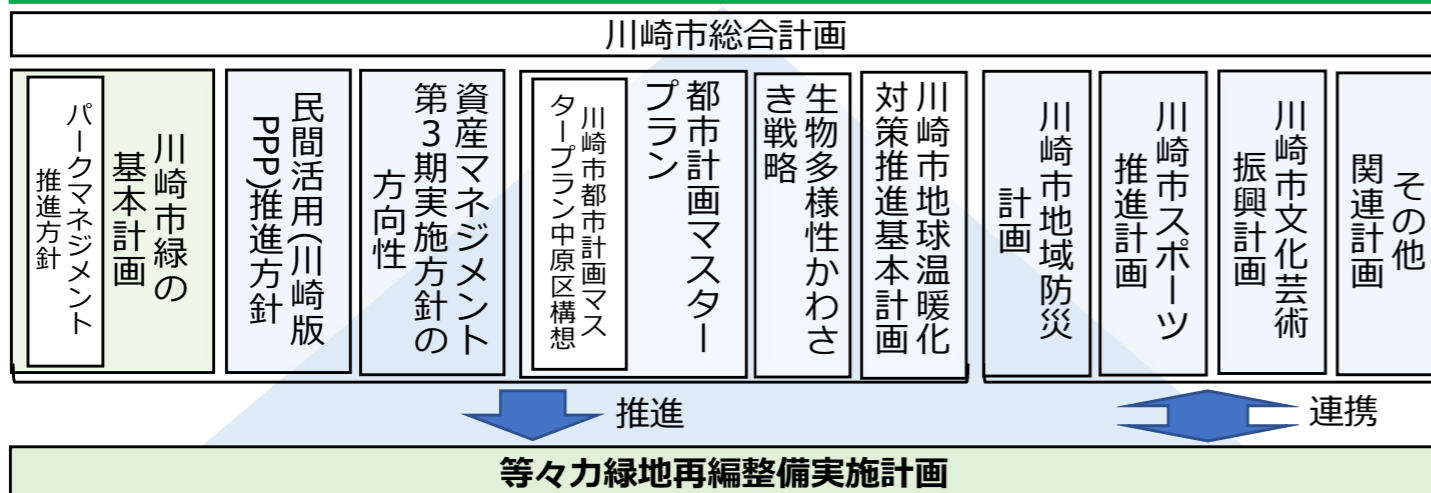 川崎市総合計画
川崎市緑の
基本計画
パークマネジメント
推進方針
民間活用(川崎版
PPP)推進方針
資産マネジメント
第3期実施方針の
方向性
都市計画マスター
プラン
川崎市都市計画マス
タープラン中原区構想
生物多様性かわさ
き戦略
川崎市地球温暖化
対策推進基本計画
川崎市地域防災
計画
川崎市スポーツ
推進計画
川崎市文化芸術
振興計画
その他
関連計画
推進
連携
等々力緑地再編整備実施計画